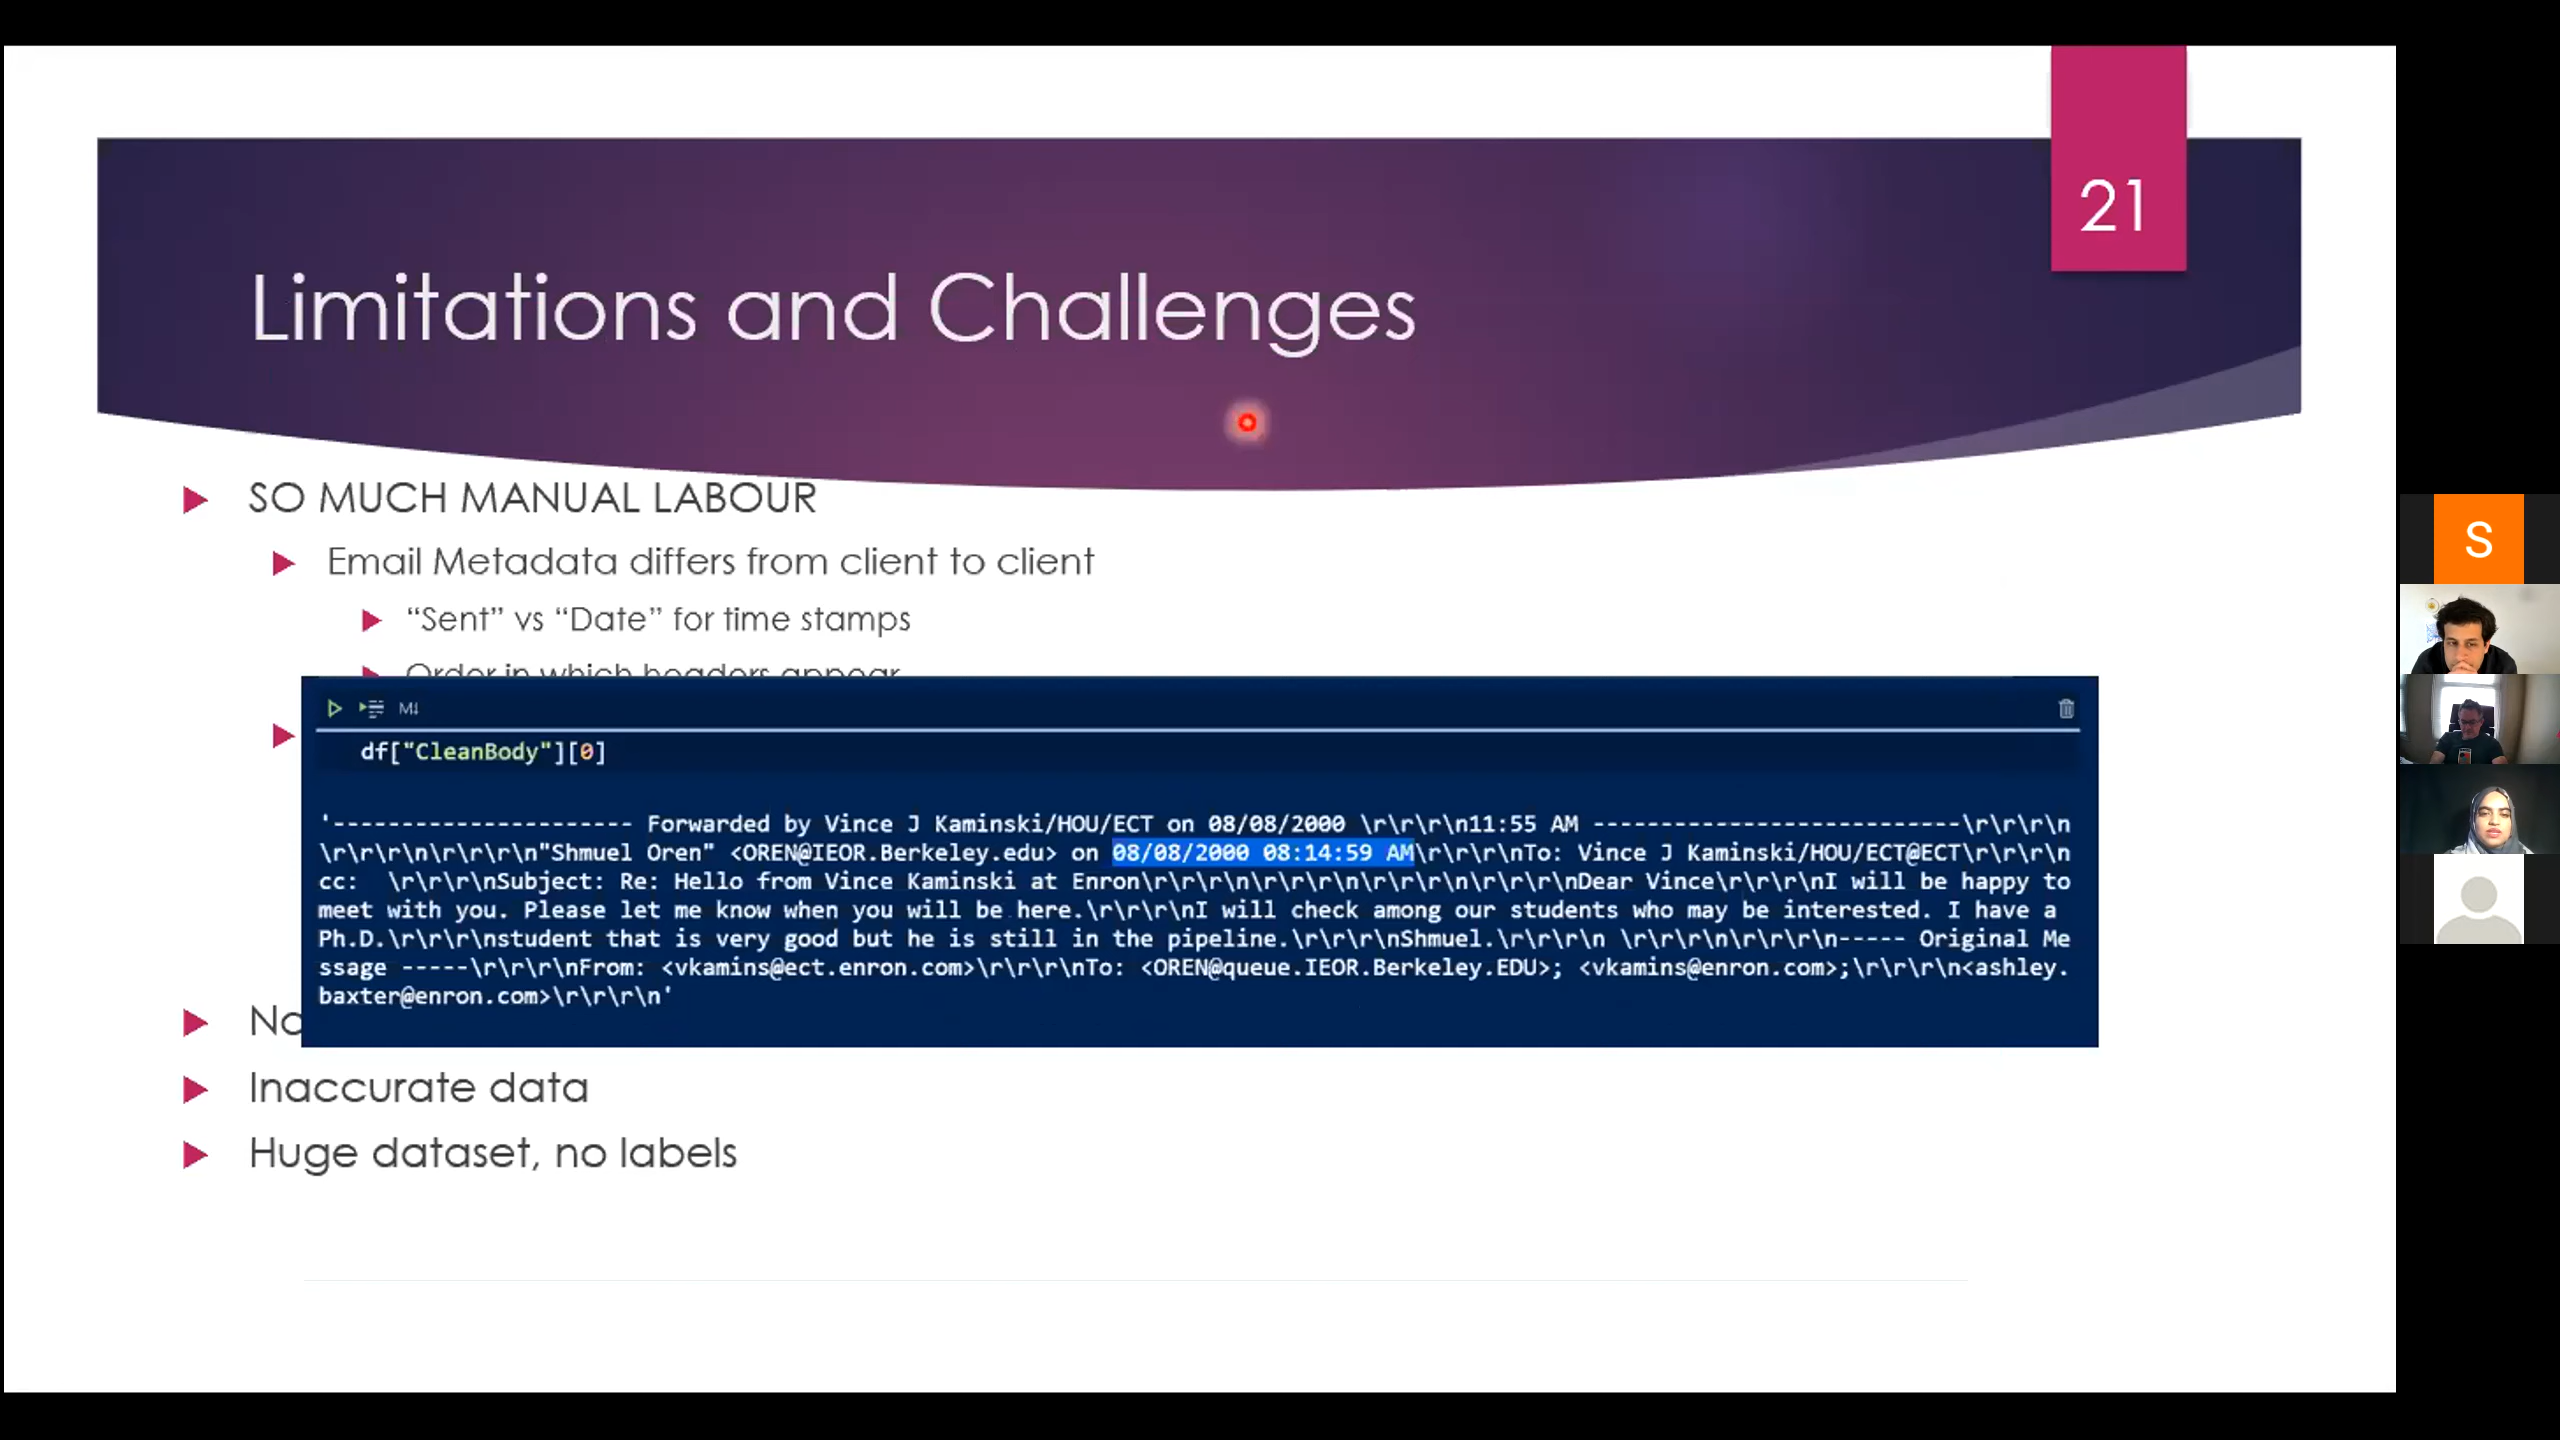 21
Limitations and Challenges
SO MUCH MANUAL LABOUR
Email Metadata differs from client to client
“Sent” vs “Date” for time stamps
Order in which headers appear
M↓
df["CleanBody"][0]
'---------------------- Forwarded by Vince J Kaminski/HOU/ECT on 08/08/2000 \r\r\r\n11:55 AM ---------------------------\r\r\r\n
\r\r\r\n\r\r\r\n"Shmuel Oren" <OREN@IEOR.Berkeley.edu> on 08/08/2000 08:14:59 AM\r\r\r\nTo: Vince J Kaminski/HOU/ECT@ECT\r\r\r\n
cc:  \r\r\r\nSubject: Re: Hello from Vince Kaminski at Enron\r\r\r\n\r\r\r\n\r\r\r\n\r\r\r\nDear Vince\r\r\r\nI will be happy to
meet with you. Please let me know when you will be here.\r\r\r\nI will check among our students who may be interested. I have a
Ph.D.\r\r\r\nstudent that is very good but he is still in the pipeline.\r\r\r\nShmuel.\r\r\r\n \r\r\r\n\r\r\r\n----- Original Me
ssage -----\r\r\r\nFrom: <vkamins@ect.enron.com>\r\r\r\nTo: <OREN@queue.IEOR.Berkeley.EDU>; <vkamins@enron.com>;\r\r\r\n<ashley.
baxter@enron.com>\r\r\r\n'
Inaccurate data
Huge dataset, no labels
S